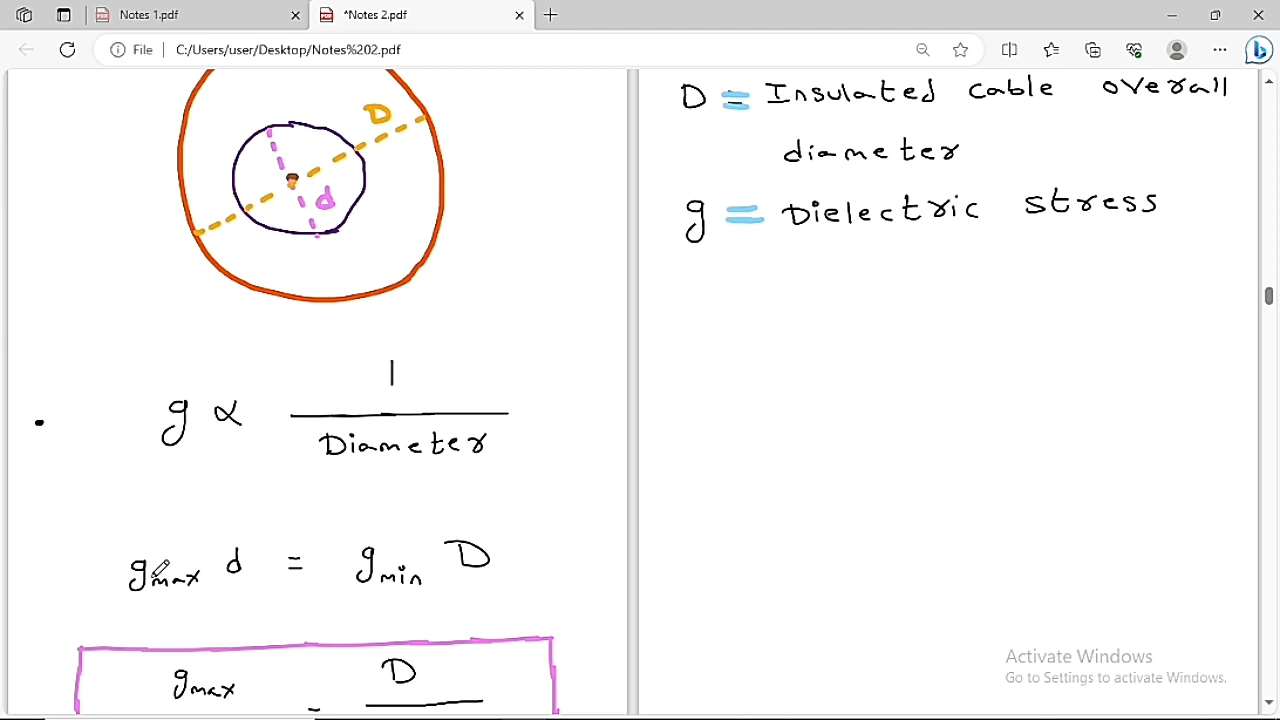 Notes 1.pdf
*Notes 2.pdf
File
C:/Users/user/Desktop/Notes%202.pdf
D
d
g ∝ 1
Diameter
gmax d = gmin D
gmax = D
D = Insulated cable overall
diameter
g = Dielectric stress
Activate Windows
Go to Settings to activate Windows.